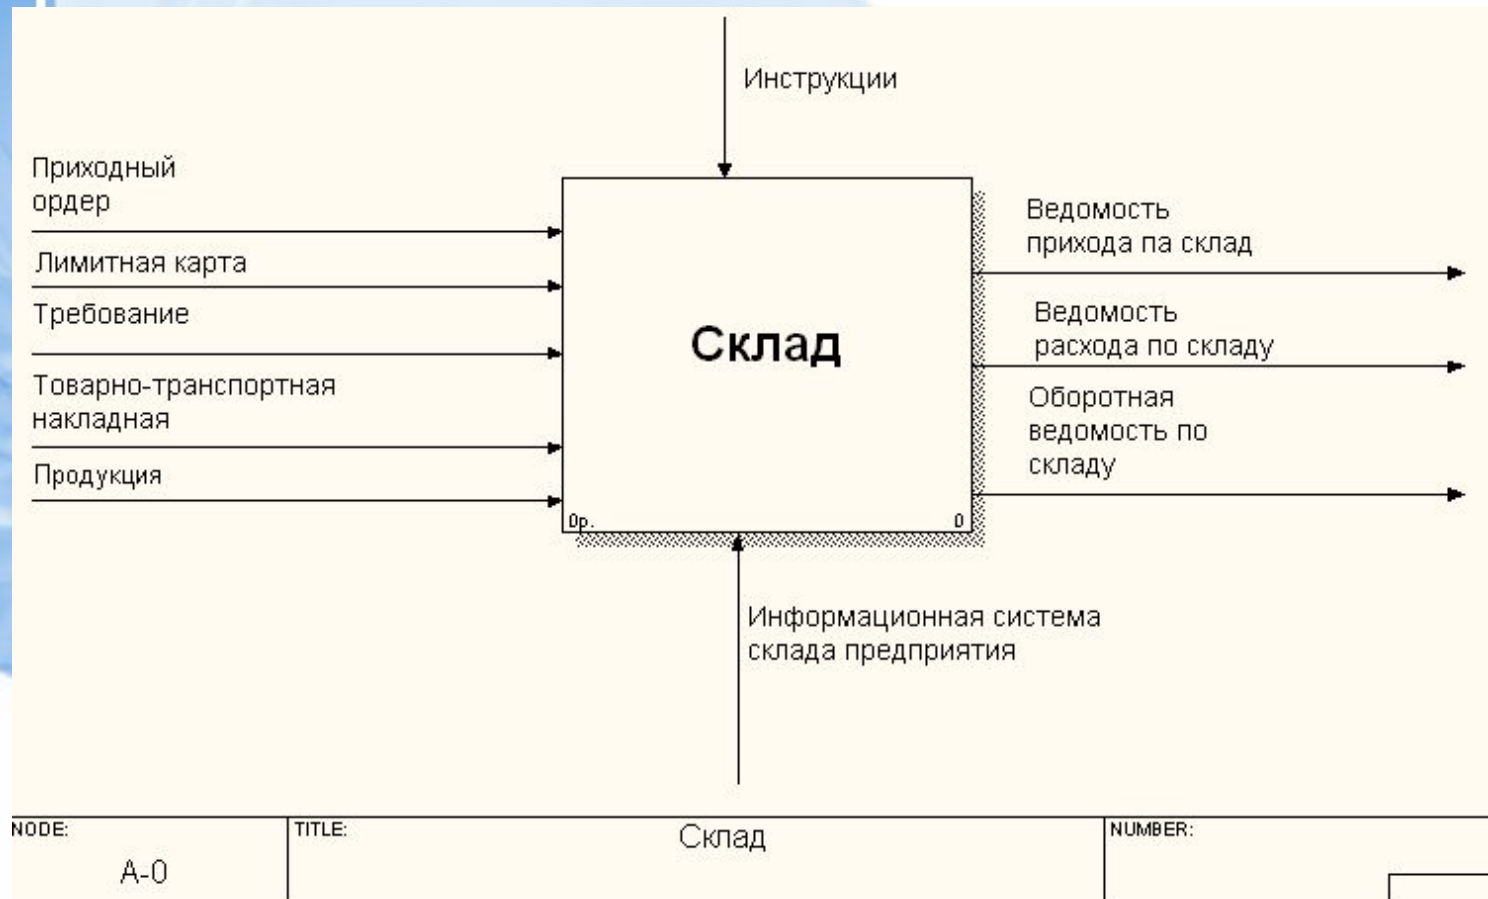 Инструкции
Приходный
ордер
Лимитная карта
Требование
Товарно-транспортная
накладная
Продукция
Склад
0р.
0
Ведомость
прихода па склад
Ведомость
расхода по складу
Оборотная
ведомость по
складу
Информационная система
склада предприятия
NODE:
A-0
TITLE:
Склад
NUMBER: